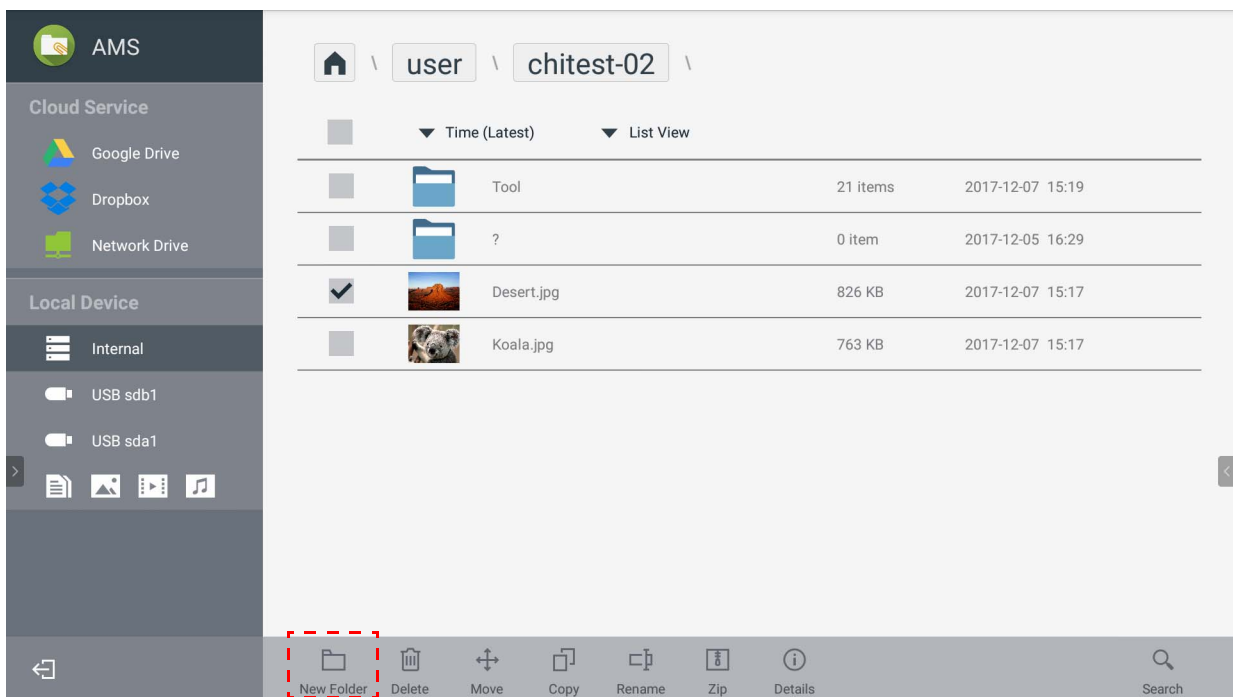 AMS
Cloud Service
Google Drive
Dropbox
Network Drive
Local Device
Internal
USB sdb1
USB sda1
\ user \ chitest-02 \
Time (Latest) List View
Tool 21 items 2017-12-07 15:19
? 0 item 2017-12-05 16:29
Desert.jpg 826 KB 2017-12-07 15:17
Koala.jpg 763 KB 2017-12-07 15:17
New Folder Delete Move Copy Rename Zip Details Search